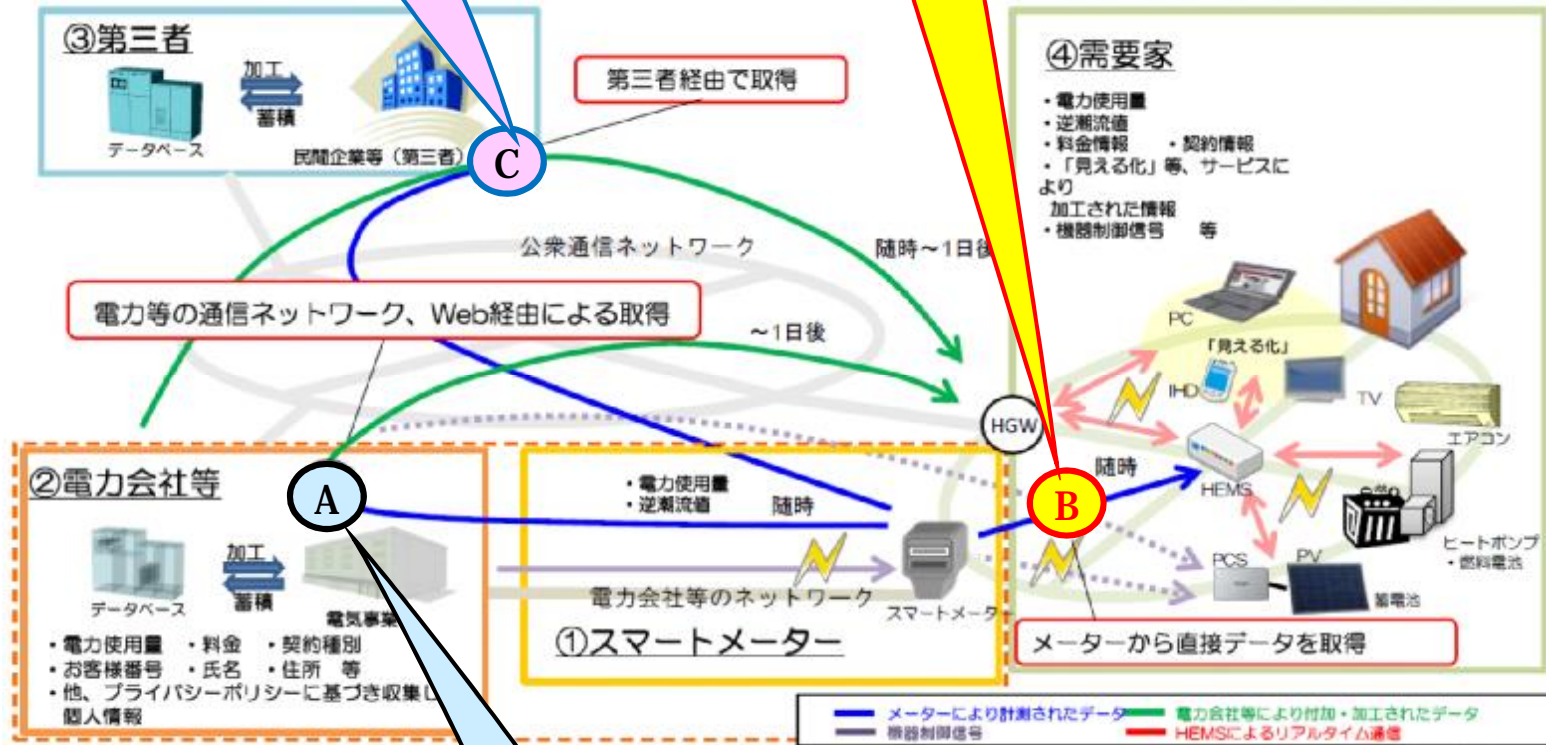 ③第三者
加工
蓄積
データベース
民間企業等（第三者）
C
第三者経由で取得
公衆通信ネットワーク
随時～1日後
電力等の通信ネットワーク、Web経由による取得
～1日後
④需要家
・電力使用量
・逆潮流値
・料金情報　・契約情報
・「見える化」等、サービスに
より
加工された情報
・機器制御信号　等
PC
「見える化」
IHD
TV
エアコン
HGW
HEMS
随時
B
ヒートポンプ
・燃料電池
PCS
PV
蓄電池
メーターから直接データを取得
②電力会社等
A
加工
蓄積
データベース
電気事業
・電力使用量　・料金　・契約種別
・お客様番号　・氏名　・住所　等
・他、プライバシーポリシーに基づき収集し
個人情報
・電力使用量
・逆潮流値
随時
電力会社等のネットワーク
スマートメーター
①スマートメーター
メーターにより計測されたデータ
電力会社等により付加・加工されたデータ
機器制御信号
HEMSによるリアルタイム通信